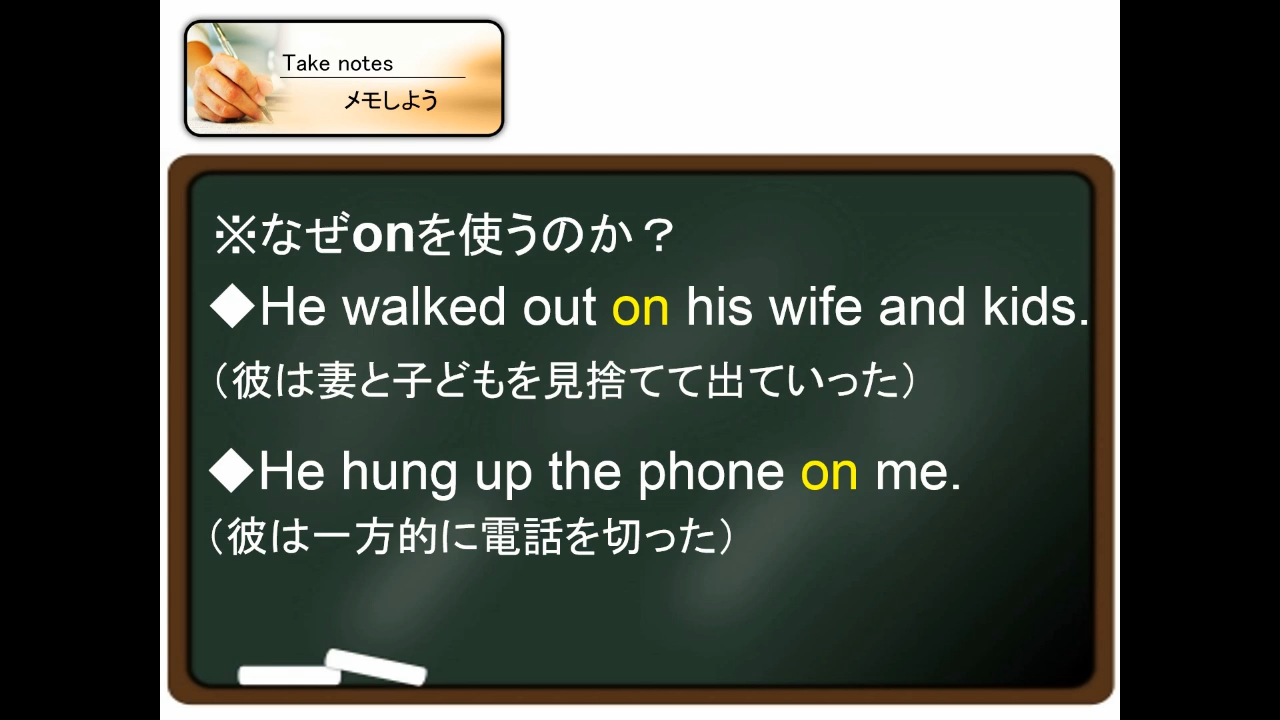 Take notes
メモしよう
※なぜonを使うのか？
◆He walked out on his wife and kids.
（彼は妻と子どもを見捨てて出ていった）
◆He hung up the phone on me.
（彼は一方的に電話を切った）